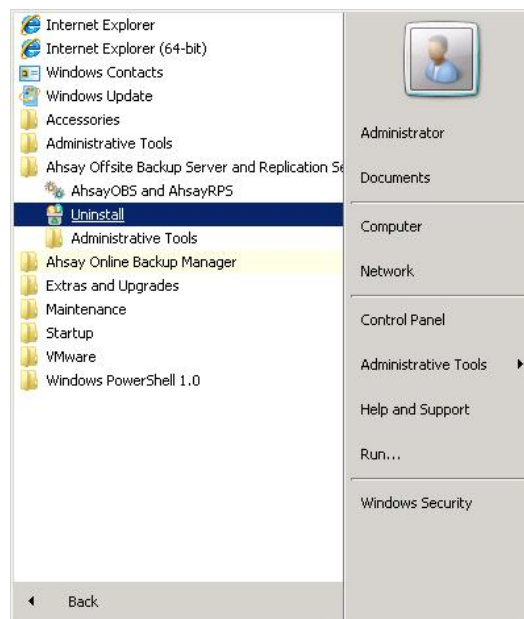 Internet Explorer
Internet Explorer (64-bit)
Windows Contacts
Windows Update
Accessories
Administrative Tools
Ahsay Offsite Backup Server and Replication Se
AhsayOBS and AhsayRPS
Uninstall
Administrative Tools
Ahsay Online Backup Manager
Extras and Upgrades
Maintenance
Startup
VMware
Windows PowerShell 1.0
Back
Administrator
Documents
Computer
Network
Control Panel
Administrative Tools
Help and Support
Run...
Windows Security